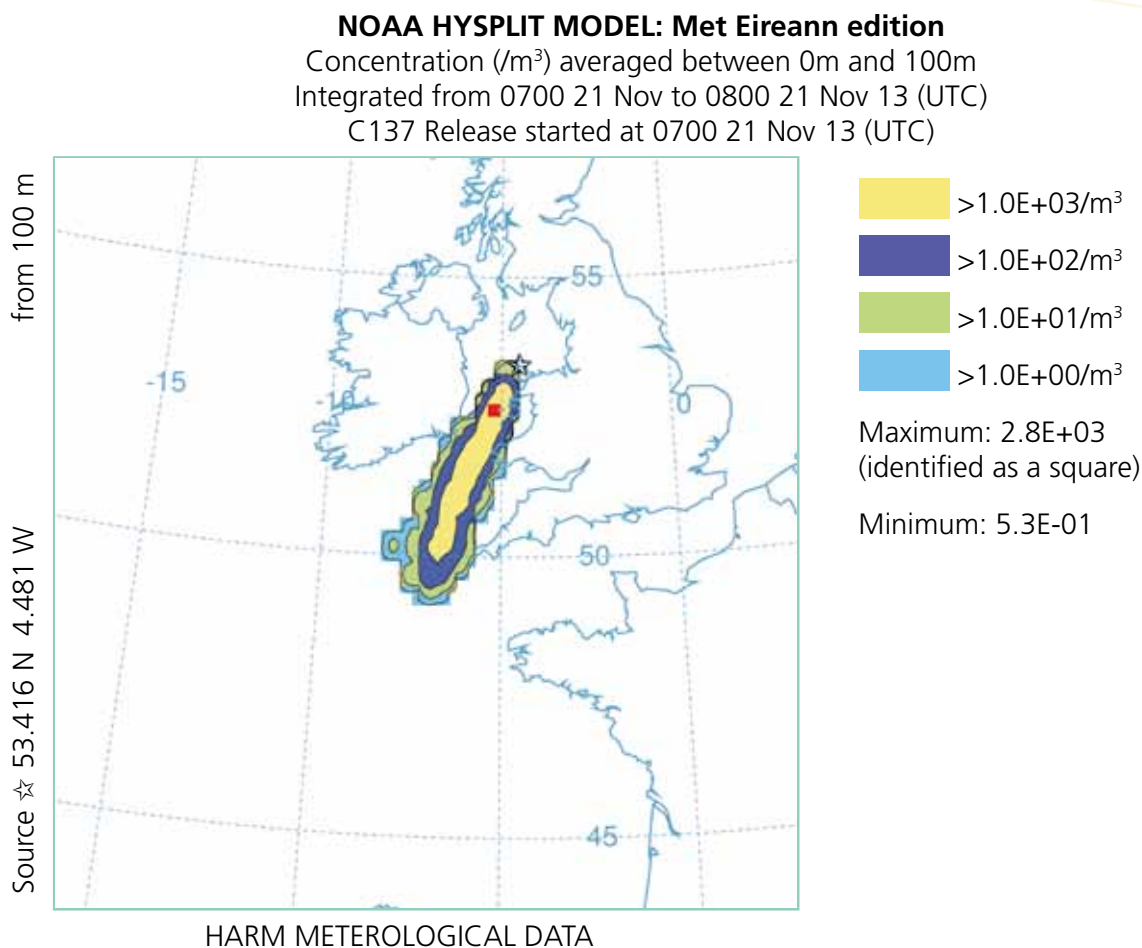 NOAA HYSPLIT MODEL: Met Eireann edition
Concentration (/m³) averaged between 0m and 100m
Integrated from 0700 21 Nov to 0800 21 Nov 13 (UTC)
C137 Release started at 0700 21 Nov 13 (UTC)
Source ☆ 53.416 N 4.481 W
from 100 m
55
-15
-10
0
50
45
>1.0E+03/m³
>1.0E+02/m³
>1.0E+01/m³
>1.0E+00/m³
Maximum: 2.8E+03
(identified as a square)
Minimum: 5.3E-01
HARM METEROLOGICAL DATA